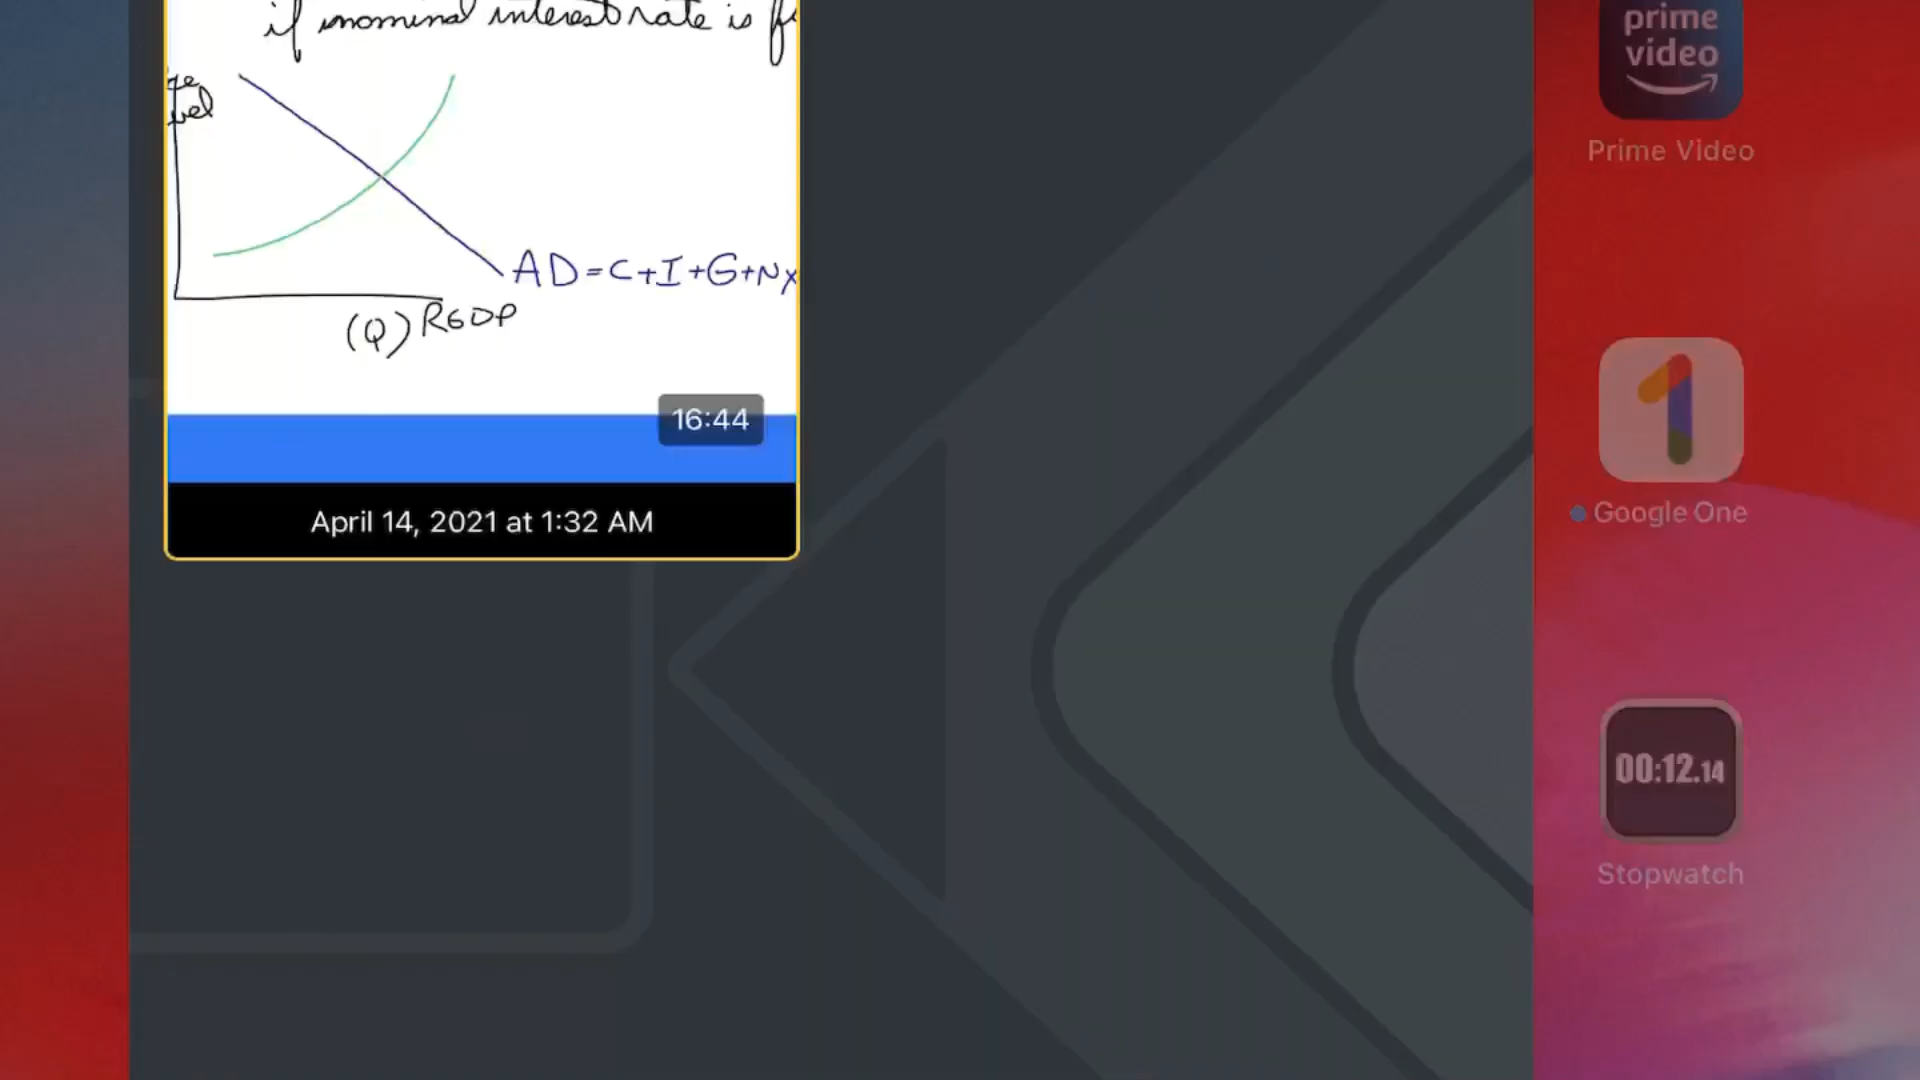 if nominal interest rate is
AD=C+I+G+NX
(Q) RGDP
16:44
April 14, 2021 at 1:32 AM
prime
video
Prime Video
Google One
00:12.14
Stopwatch